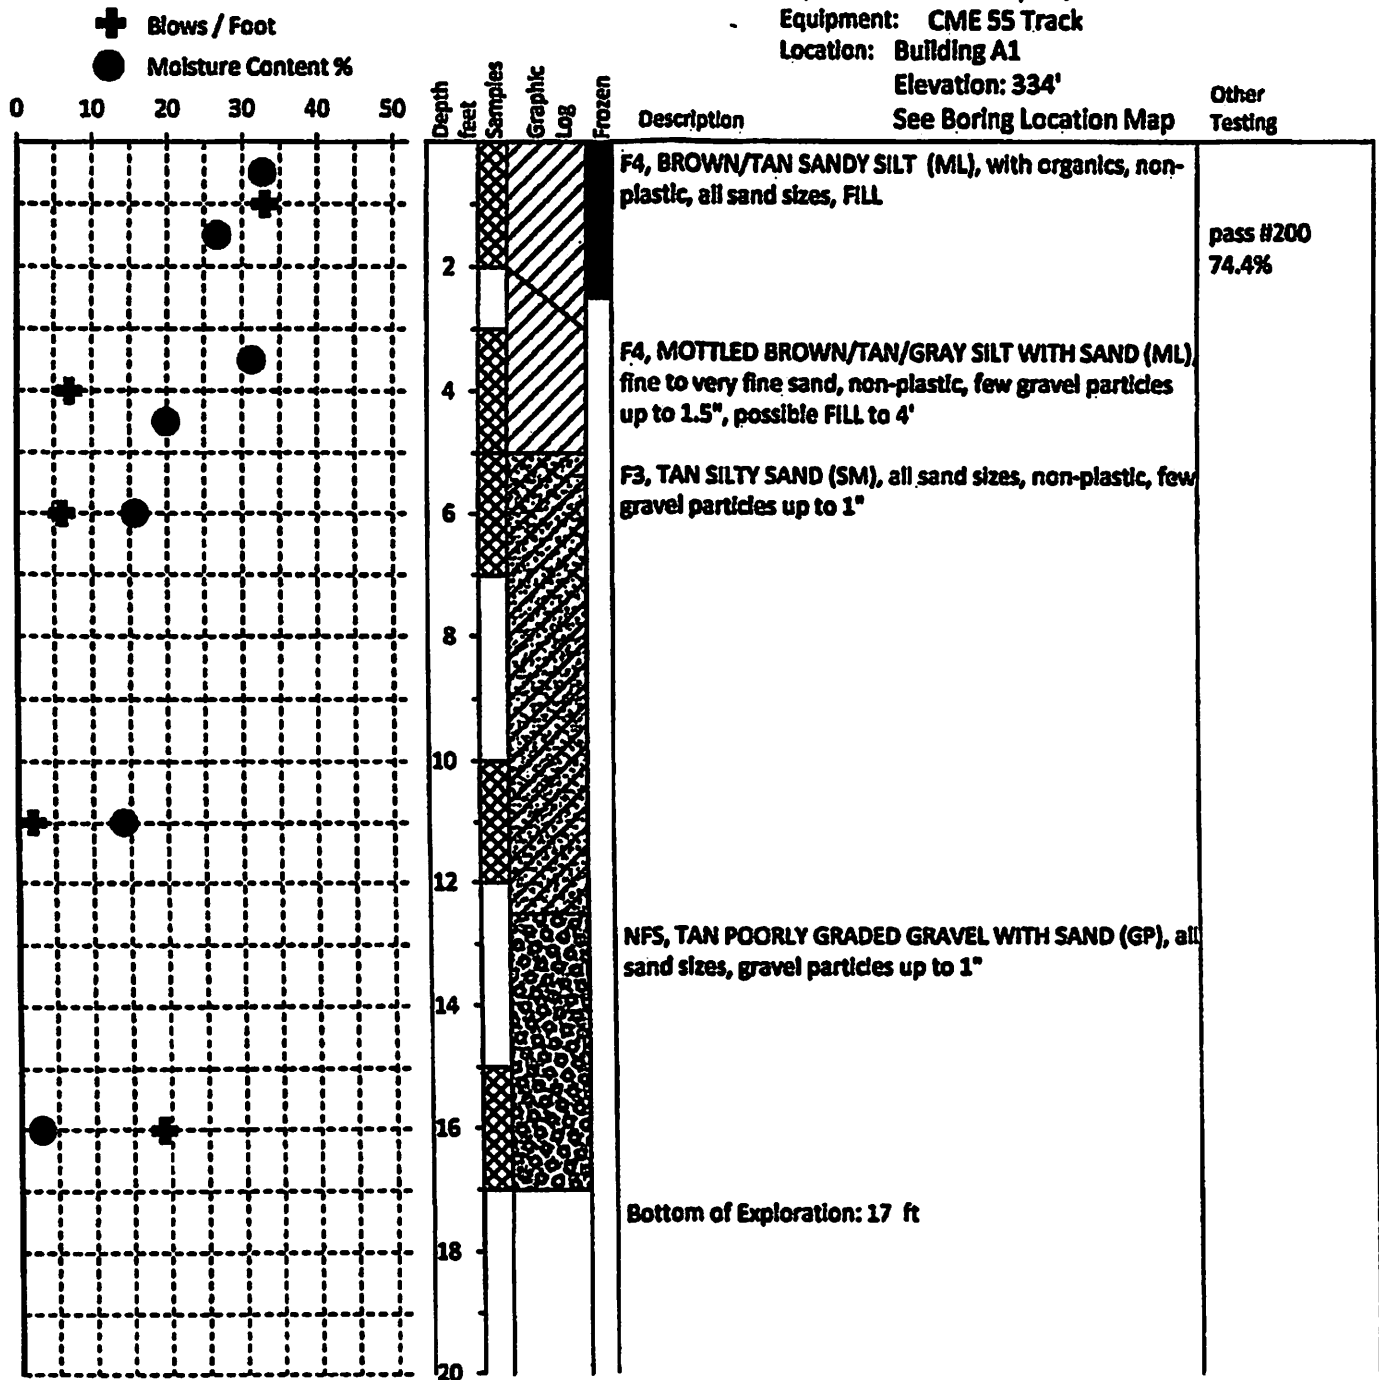 Blows / Foot
Moisture Content %
Equipment: CME 55 Track
Location: Building A1
Elevation: 334'
See Boring Location Map
0 10 20 30 40 50
Depth feet
Samples
Graphic Log
Frozen
Description
Other Testing
F4, BROWN/TAN SANDY SILT (ML), with organics, non-
plastic, all sand sizes, FILL
pass #200
74.4%
2
F4, MOTTLED BROWN/TAN/GRAY SILT WITH SAND (ML),
fine to very fine sand, non-plastic, few gravel particles
4
up to 1.5", possible FILL to 4'
F3, TAN SILTY SAND (SM), all sand sizes, non-plastic, few
gravel particles up to 1"
6
8
10
12
NFS, TAN POORLY GRADED GRAVEL WITH SAND (GP), all
sand sizes, gravel particles up to 1"
14
16
Bottom of Exploration: 17 ft
18
20